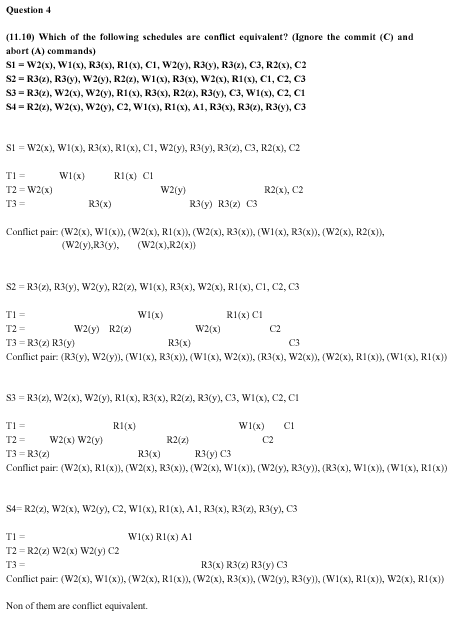 Question 4
(11.10) Which of the following schedules are conflict equivalent? (Ignore the commit (C) and
abort (A) commands)
S1 = W2(x), W1(x), R3(x), R1(x), C1, W2(y), R3(y), R3(z), C3, R2(x), C2
S2 = R3(z), R3(y), W2(y), R2(z), W1(x), R3(x), W2(x), R1(x), C1, C2, C3
S3 = R3(z), W2(x), W2(y), R1(x), R3(x), R2(z), R3(y), C3, W1(x), C2, C1
S4 = R2(z), W2(x), W2(y), C2, W1(x), R1(x), A1, R3(x), R3(z), R3(y), C3
S1 = W2(x), W1(x), R3(x), R1(x), C1, W2(y), R3(y), R3(z), C3, R2(x), C2
T1 = W1(x) R1(x) C1
T2 = W2(x) W2(y) R2(x), C2
T3 = R3(x) R3(y) R3(z) C3
Conflict pair: (W2(x), W1(x)), (W2(x), R1(x)), (W2(x), R3(x)), (W1(x), R3(x)), (W2(x), R2(x)),
(W2(y),R3(y), (W2(x),R2(x))
S2 = R3(z), R3(y), W2(y), R2(z), W1(x), R3(x), W2(x), R1(x), C1, C2, C3
T1 = W1(x) R1(x) C1
T2 = W2(y) R2(z) W2(x) C2
T3 = R3(z) R3(y) R3(x) C3
Conflict pair: (R3(y), W2(y)), (W1(x), R3(x)), (W1(x), W2(x)), (R3(x), W2(x)), (W2(x), R1(x)), (W1(x), R1(x))
S3 = R3(z), W2(x), W2(y), R1(x), R3(x), R2(z), R3(y), C3, W1(x), C2, C1
T1 = R1(x) W1(x) C1
T2 = W2(x) W2(y) R2(z) C2
T3 = R3(z) R3(x) R3(y) C3
Conflict pair: (W2(x), R1(x)), (W2(x), R3(x)), (W2(x), W1(x)), (W2(y), R3(y)), (R3(x), W1(x)), (W1(x), R1(x))
S4= R2(z), W2(x), W2(y), C2, W1(x), R1(x), A1, R3(x), R3(z), R3(y), C3
T1 = W1(x) R1(x) A1
T2 = R2(z) W2(x) W2(y) C2
T3 = R3(x) R3(z) R3(y) C3
Conflict pair: (W2(x), W1(x)), (W2(x), R1(x)), (W2(x), R3(x)), (W2(y), R3(y)), (W1(x), R1(x)), W2(x), R1(x))
Non of them are conflict equivalent.